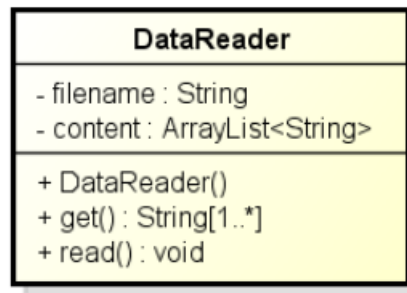 DataReader
- filename : String
- content : ArrayList<String>
+ DataReader()
+ get() : String[1..*]
+ read() : void